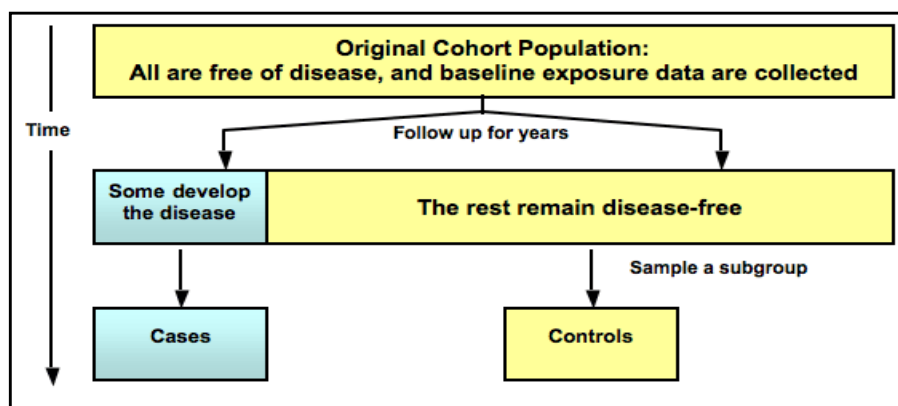 Original Cohort Population:
All are free of disease, and baseline exposure data are collected
Time
Follow up for years
Some develop
the disease
The rest remain disease-free
Sample a subgroup
Cases
Controls